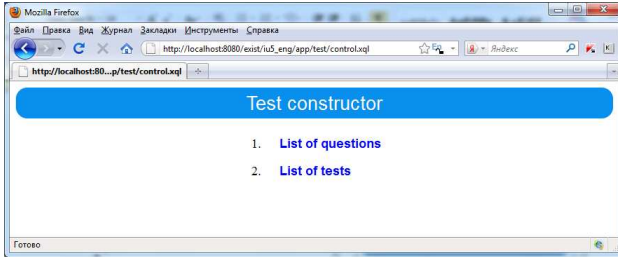 Mozilla Firefox
Файл Правка Вид Журнал Закладки Инструменты Справка
http://localhost:8080/exist/iu5_eng/app/test/control.xql Яндекс
http://localhost:80...p/test/control.xql
Test constructor
1. List of questions
2. List of tests
Готово